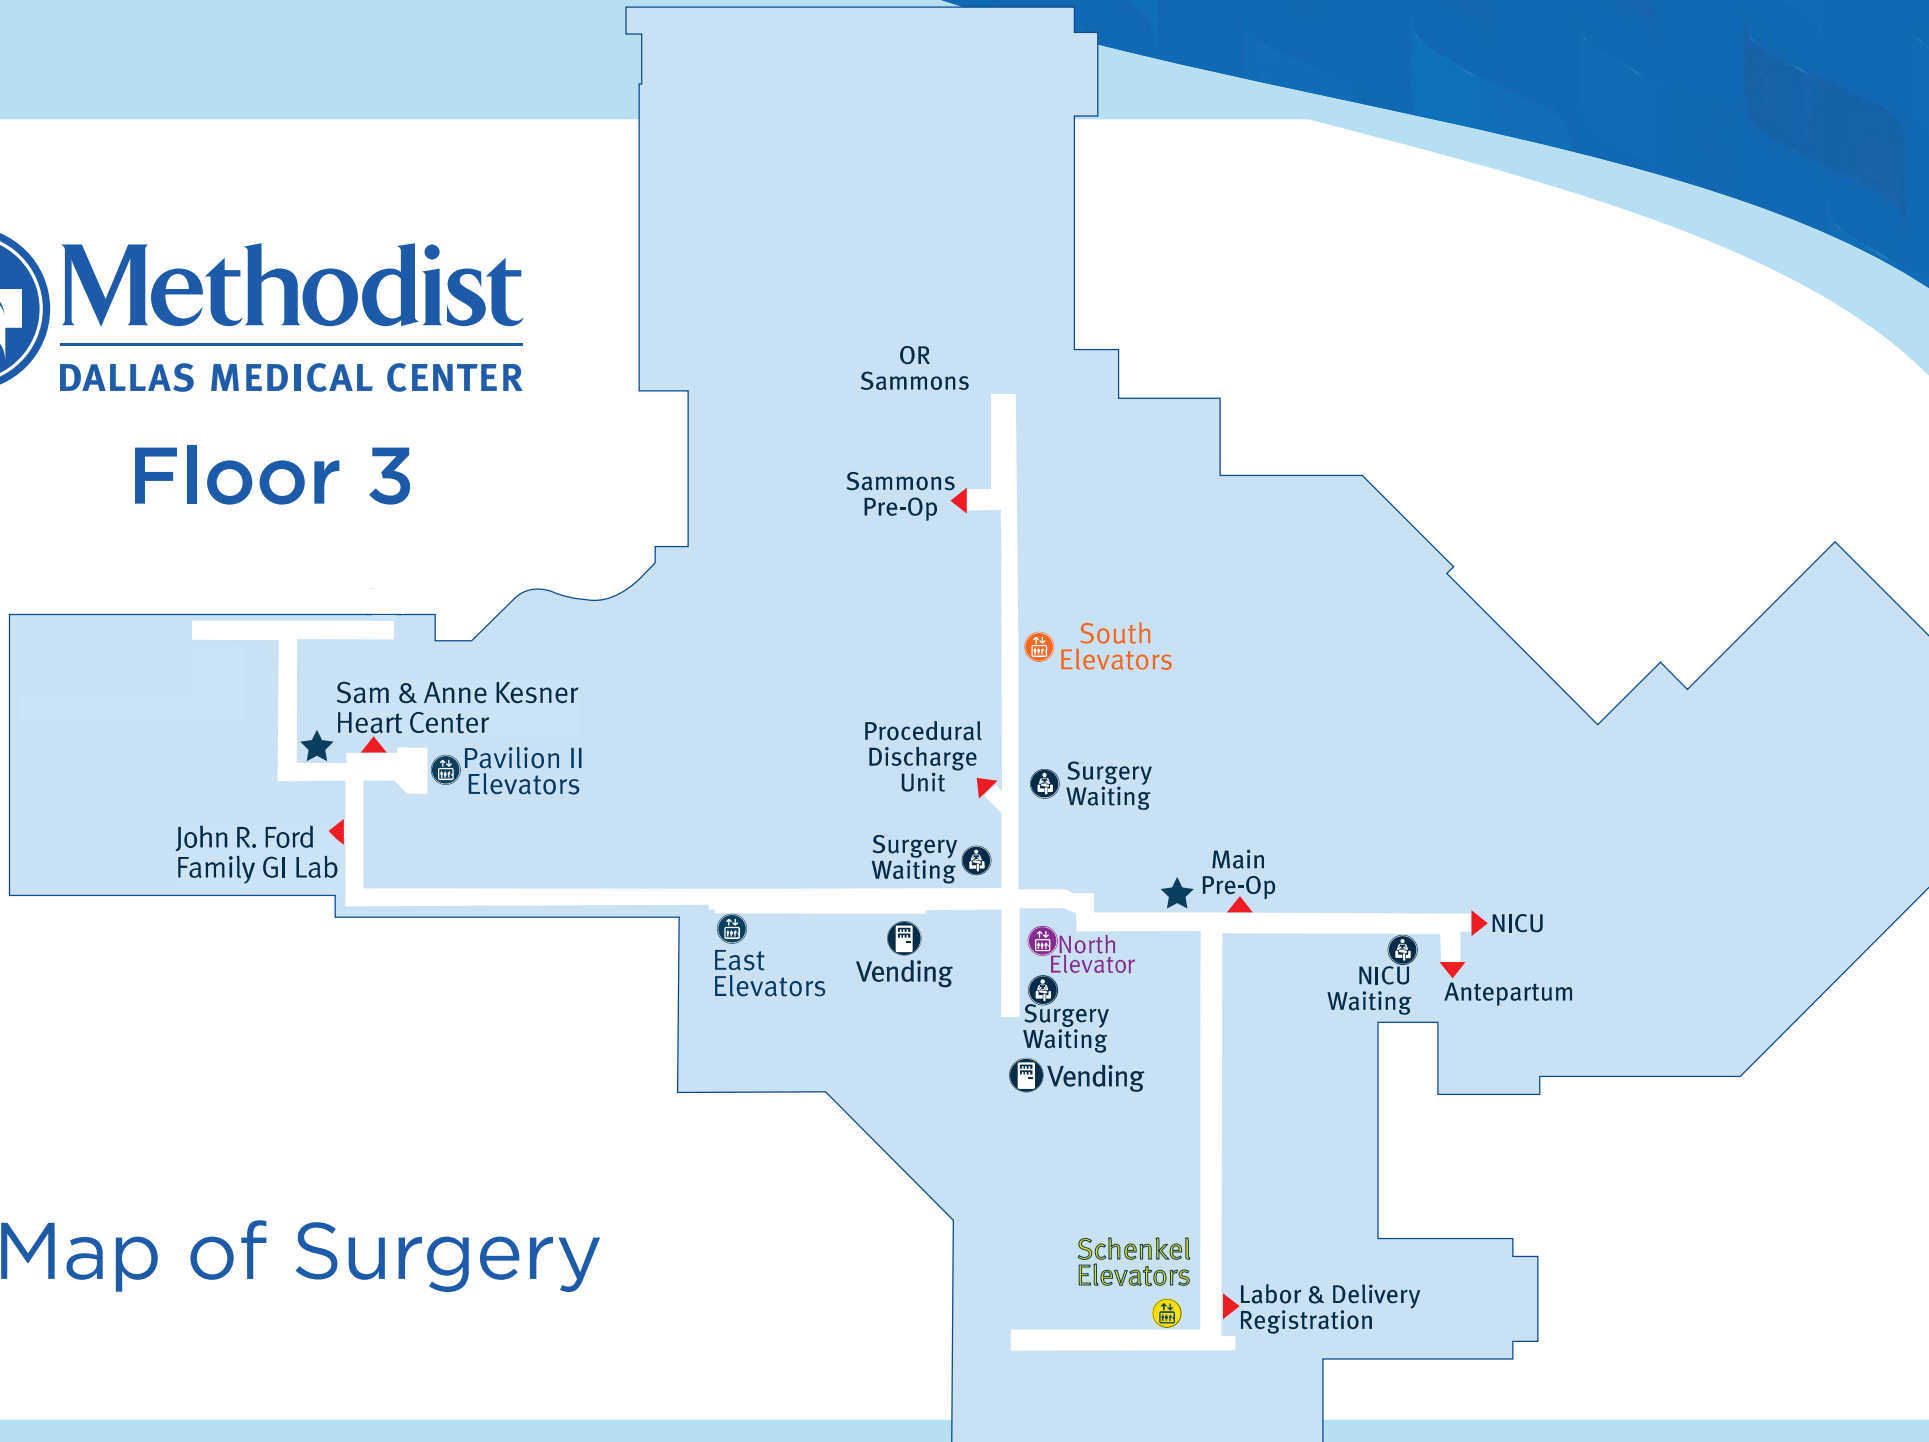 Methodist
DALLAS MEDICAL CENTER
Floor 3
OR
Sammons
Sammons
Pre-Op
South
Elevators
Sam & Anne Kesner
Heart Center
Pavilion II
Elevators
Procedural
Discharge
Unit
Surgery
Waiting
John R. Ford
Family GI Lab
Surgery
Waiting
Main
Pre-Op
NICU
East
Elevators
Vending
North
Elevator
NICU
Waiting
Antepartum
Surgery
Waiting
Vending
Map of Surgery
Schenkel
Elevators
Labor & Delivery
Registration